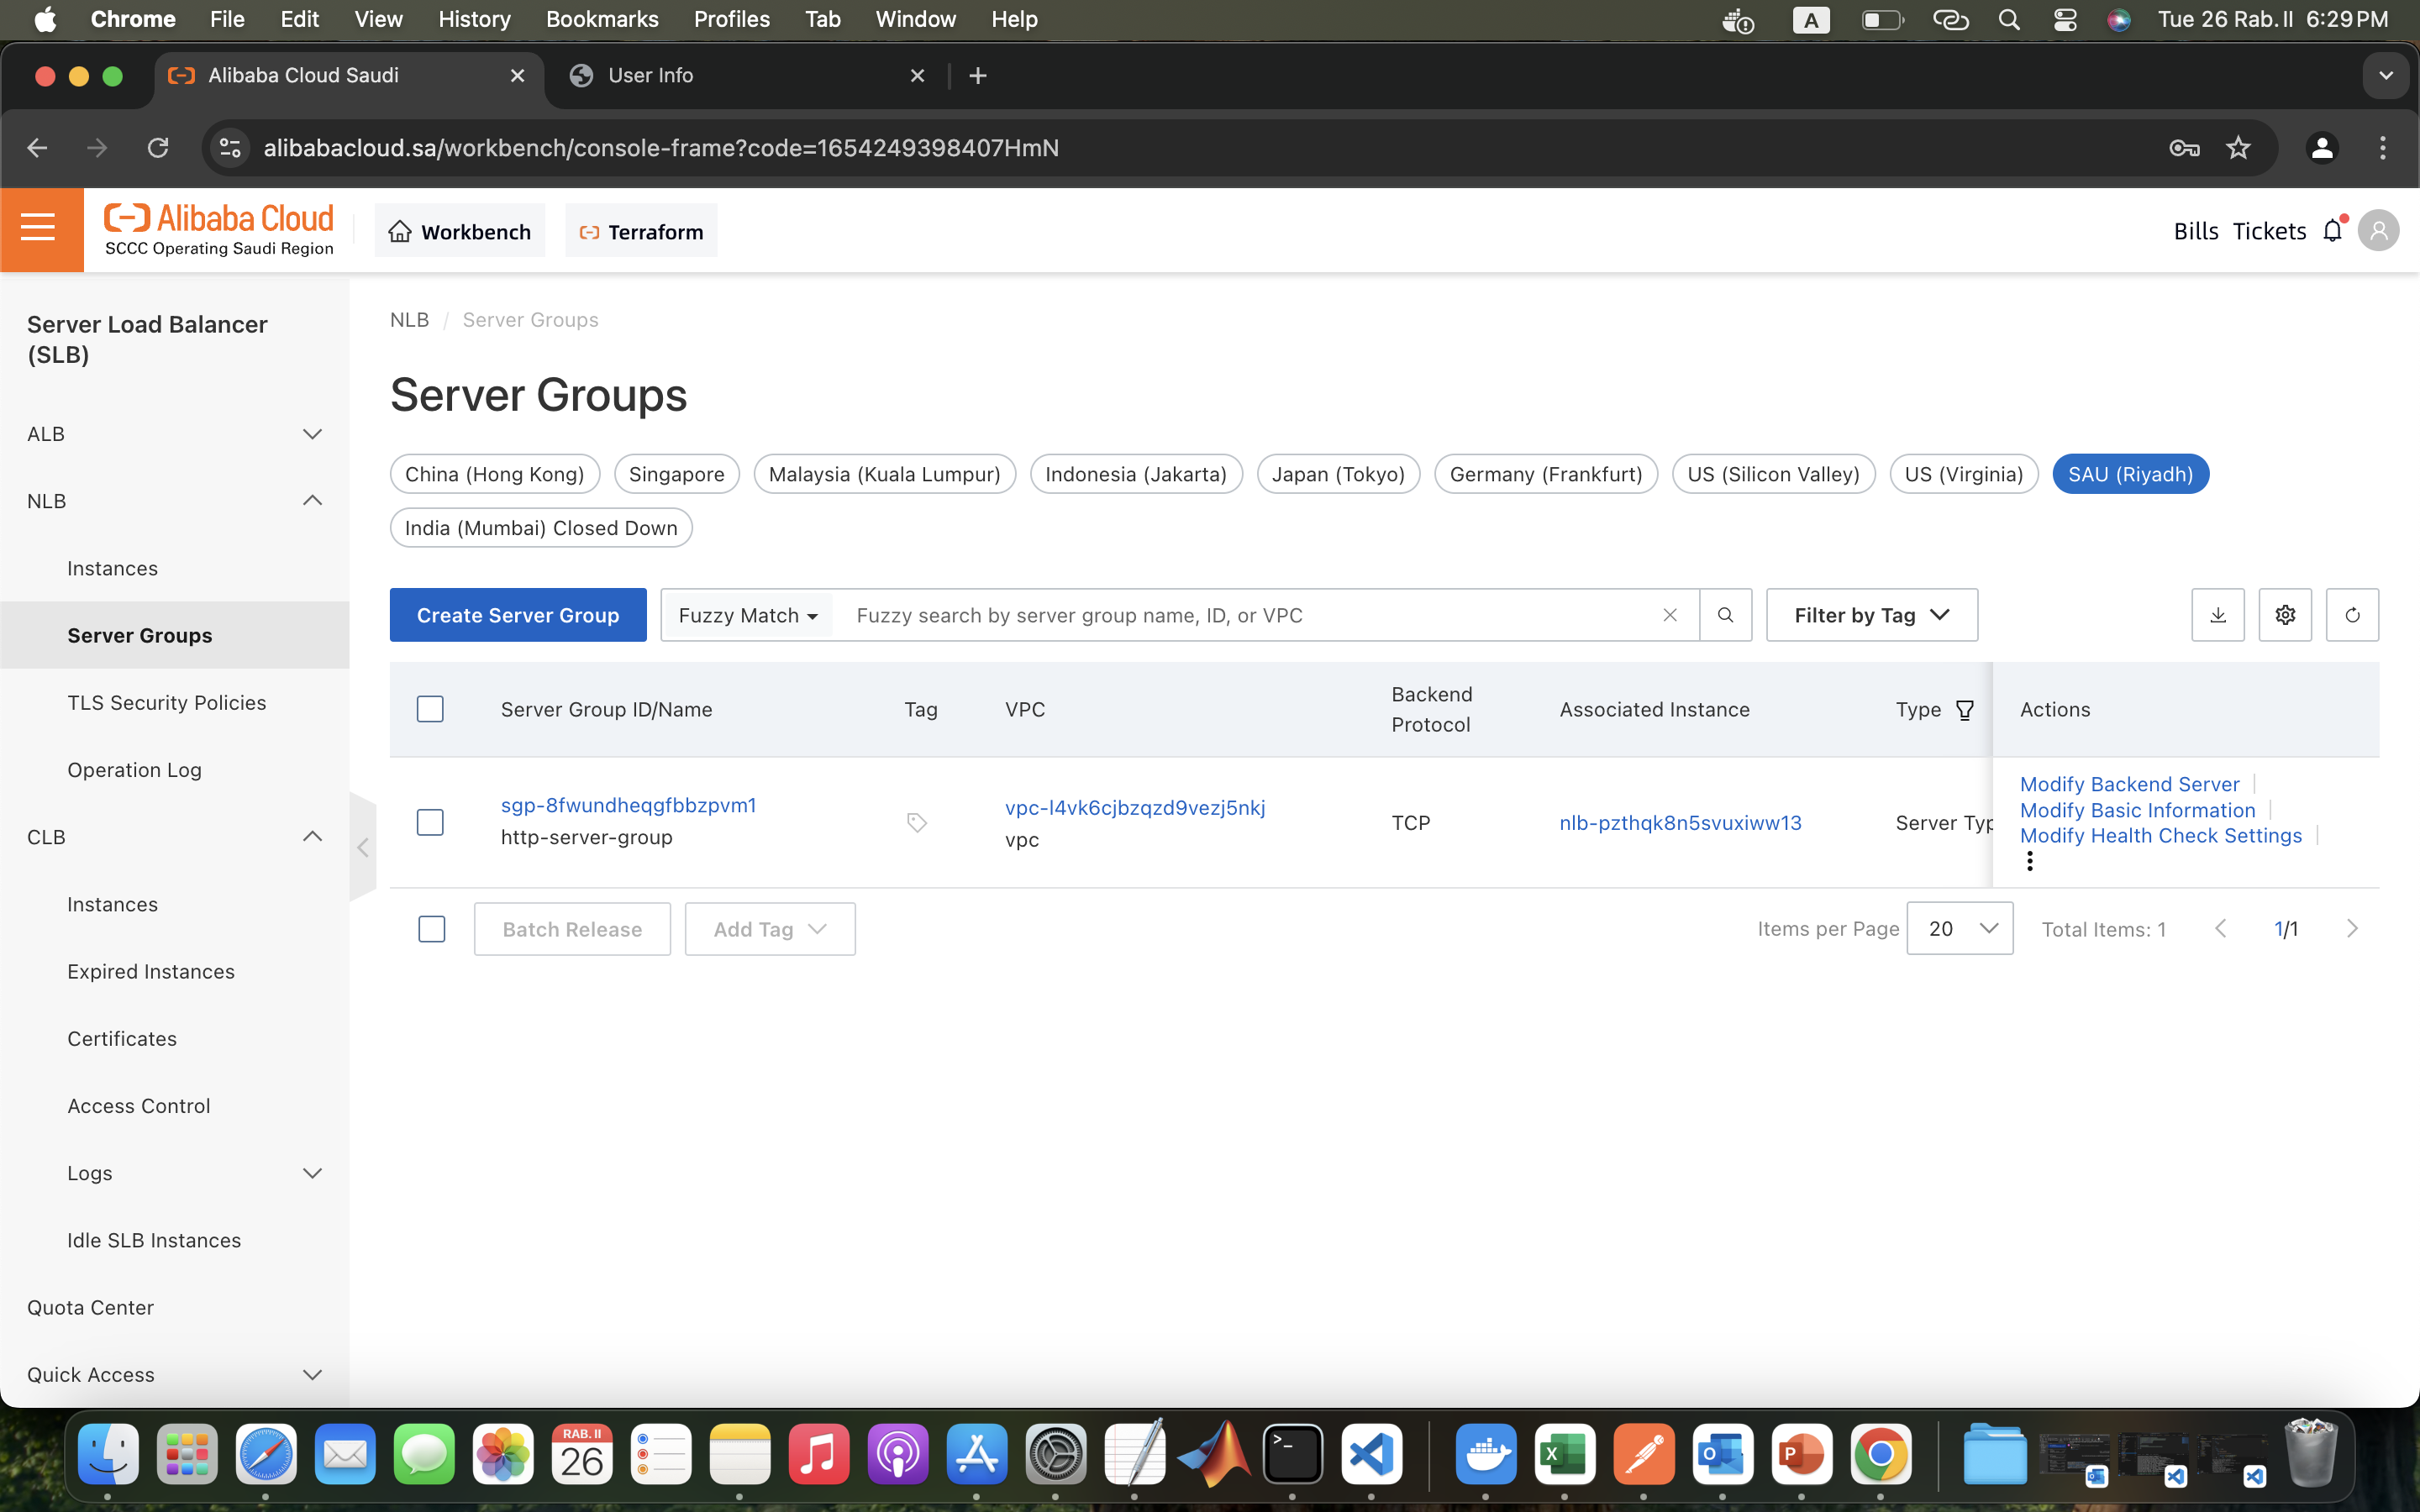 Chrome File Edit View History Bookmarks Profiles Tab Window Help
A
Tue 26 Rab. II 6:29 PM
Alibaba Cloud Saudi
User Info
alibabacloud.sa/workbench/console-frame?code=1654249398407HmN
Alibaba Cloud
SCCC Operating Saudi Region
Workbench
Terraform
Bills Tickets
Server Load Balancer
(SLB)
ALB
NLB
Instances
Server Groups
TLS Security Policies
Operation Log
CLB
Instances
Expired Instances
Certificates
Access Control
Logs
Idle SLB Instances
Quota Center
Quick Access
NLB / Server Groups
Server Groups
China (Hong Kong)
Singapore
Malaysia (Kuala Lumpur)
Indonesia (Jakarta)
Japan (Tokyo)
Germany (Frankfurt)
US (Silicon Valley)
US (Virginia)
SAU (Riyadh)
India (Mumbai) Closed Down
Create Server Group
Fuzzy Match
Fuzzy search by server group name, ID, or VPC
Filter by Tag
Server Group ID/Name
Tag
VPC
Backend
Protocol
Associated Instance
Type
Actions
sgp-8fwundheqgfbbzpvm1
http-server-group
vpc-l4vk6cjbzqzd9vezj5nkj
vpc
TCP
nlb-pzthqk8n5svuxiww13
Server Typ
Modify Backend Server
Modify Basic Information
Modify Health Check Settings
Batch Release
Add Tag
Items per Page
20
Total Items: 1
1/1
RAB. II
26